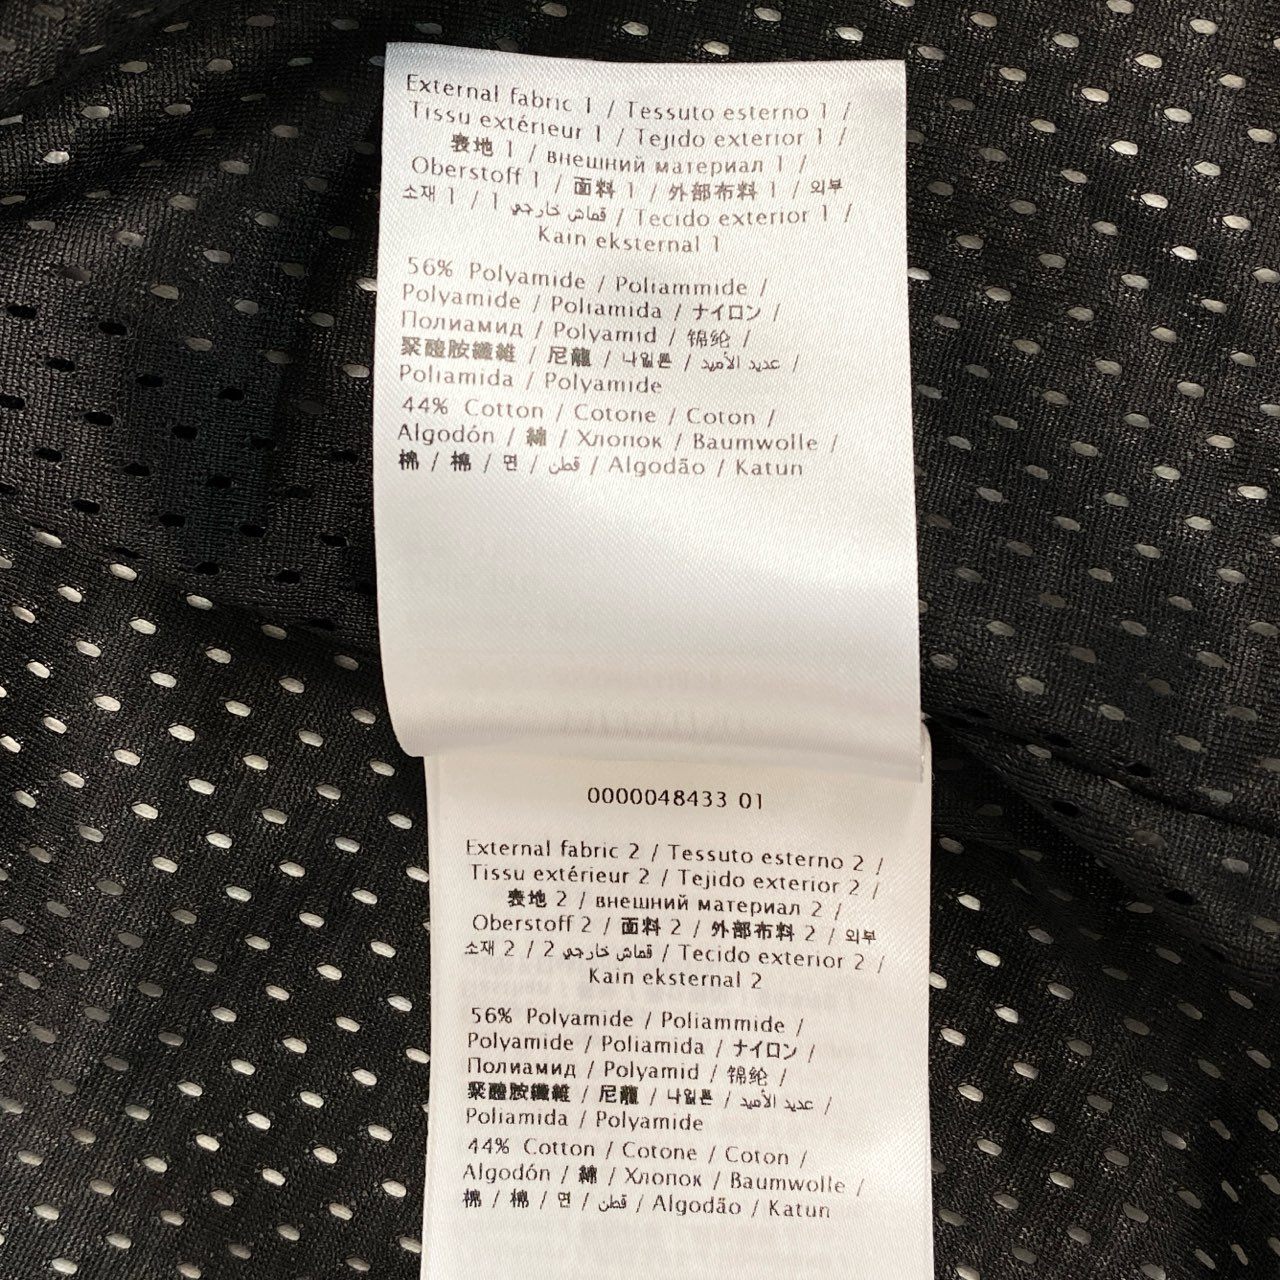 External fabric 1 / Tessuto esterno 1 /
Tissu extérieur 1 / Tejido exterior 1 /
表地 1 / внешний материал 1 /
Oberstoff 1 / 面料 1 / 外部布料 1 / 외부
소재 1 / 1 قماش خارجي / Tecido exterior 1 /
Kain eksternal 1
56% Polyamide / Poliammide /
Polyamide / Poliamida / ナイロン /
Полиамид / Polyamid / 锦纶 /
聚醯胺纖維 / 尼龍 / 나일론 / عديد الأميد /
Poliamida / Polyamide
44% Cotton / Cotone / Coton /
Algodón / 綿 / Хлопок / Baumwolle /
棉 / 棉 / 면 / قطن / Algodão / Katun
0000048433 01
External fabric 2 / Tessuto esterno 2 /
Tissu extérieur 2 / Tejido exterior 2 /
表地 2 / внешний материал 2 /
Oberstoff 2 / 面料 2 / 外部布料 2 / 외부
소재 2 / 2 قماش خارجي / Tecido exterior 2 /
Kain eksternal 2
56% Polyamide / Poliammide /
Polyamide / Poliamida / ナイロン /
Полиамид / Polyamid / 锦纶 /
聚醯胺纖維 / 尼龍 / 나일론 / عديد الأميد /
Poliamida / Polyamide
44% Cotton / Cotone / Coton /
Algodón / 綿 / Хлопок / Baumwolle /
棉 / 棉 / 면 / قطن / Algodão / Katun